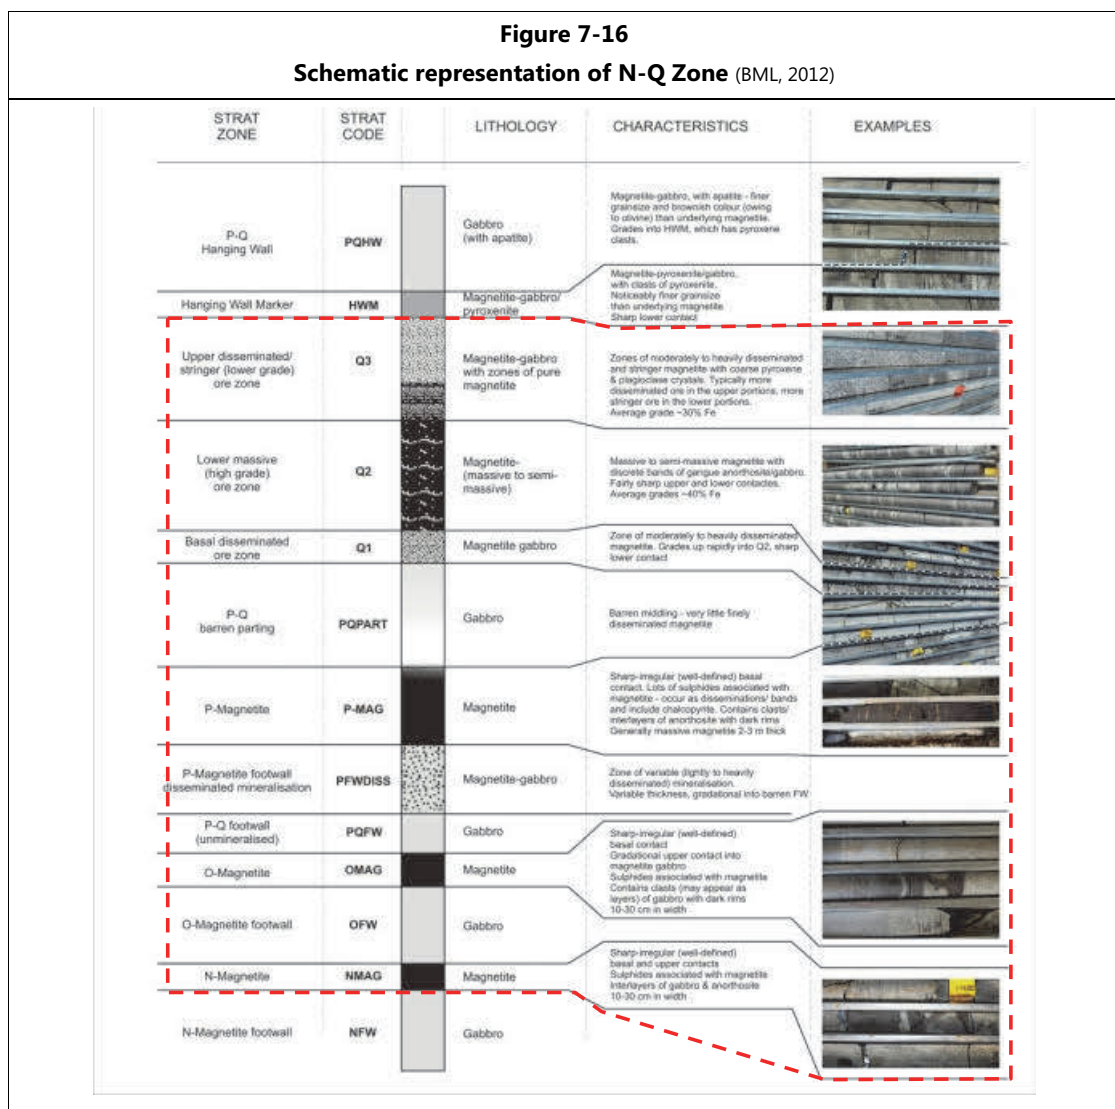 Figure 7-16
Schematic representation of N-Q Zone (BML, 2012)
STRAT
ZONE
STRAT
CODE
LITHOLOGY
CHARACTERISTICS
EXAMPLES
P-Q
Hanging Wall
PQHW
Gabbro
(with apatite)
Magnetite-gabbro, with apatite - finer
grainsize and brownish colour (owing
to olivine) than underlying magnetite.
Grades into HWM, which has pyroxene
clasts.
Hanging Wall Marker
HWM
Magnetite-gabbro/
pyroxenite
Magnetite-pyroxenite/gabbro,
with clasts of pyroxenite.
Noticeably finer grainsize
than underlying magnetite
Sharp lower contact
Upper disseminated/
stringer (lower grade)
ore zone
Q3
Magnetite-gabbro
with zones of pure
magnetite
Zones of moderately to heavily disseminated
and stringer magnetite with coarse pyroxene
& plagioclase crystals. Typically more
disseminated ore in the upper portions, more
stringer ore in the lower portions.
Average grade ~30% Fe
Lower massive
(high grade)
ore zone
Q2
Magnetite-
(massive to semi-
massive)
Massive to semi-massive magnetite with
discrete bands of gangue anorthosite/gabbro.
Fairly sharp upper and lower contactes.
Average grades ~40% Fe
Basal disseminated
ore zone
Q1
Magnetite gabbro
Zone of moderately to heavily disseminated
magnetite. Grades up rapidly into Q2, sharp
lower contact
P-Q
barren parting
PQPART
Gabbro
Barren middling - very little finely
disseminated magnetite
P-Magnetite
P-MAG
Magnetite
Sharp-irregular (well-defined) basal
contact. Lots of sulphides associated with
magnetite - occur as disseminations/ bands
and include chalcopyrite. Contains clasts/
interlayers of anorthosite with dark rims
Generally massive magnetite 2-3 m thick
P-Magnetite footwall
disseminated mineralisation
PFWDISS
Magnetite-gabbro
Zone of variable (lightly to heavily
disseminated) mineralisation.
Variable thickness, gradational into barren FW
P-Q footwall
(unmineralised)
PQFW
Gabbro
O-Magnetite
OMAG
Magnetite
Sharp-irregular (well-defined)
basal contact
Gradational upper contact into
magnetite gabbro
Sulphides associated with magnetite
Contains clasts (may appear as
layers) of gabbro with dark rims
10-30 cm in width
O-Magnetite footwall
OFW
Gabbro
N-Magnetite
NMAG
Magnetite
Sharp-irregular (well-defined)
basal and upper contacts
Sulphides associated with magnetite
Interlayers of gabbro & anorthosite
10-30 cm in width
N-Magnetite footwall
NFW
Gabbro